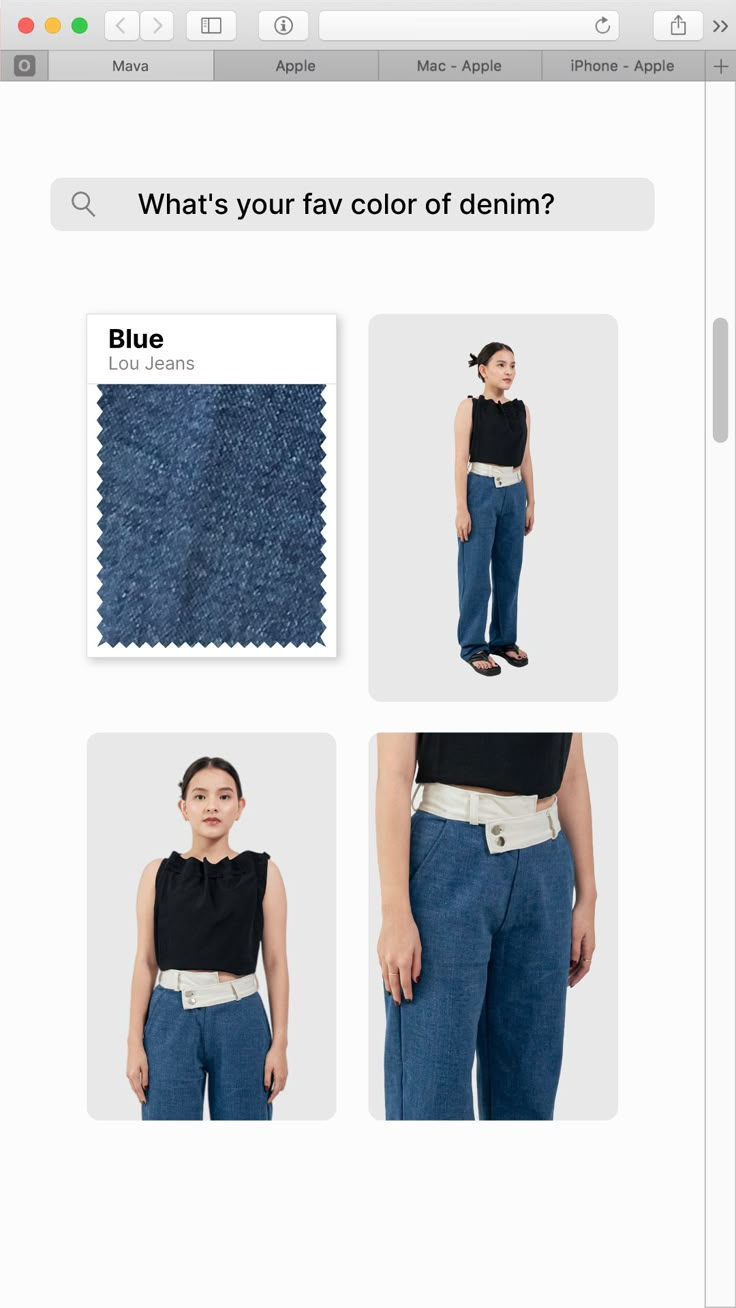 O
Mava
Apple
Mac - Apple
iPhone - Apple
What's your fav color of denim?
Blue
Lou Jeans